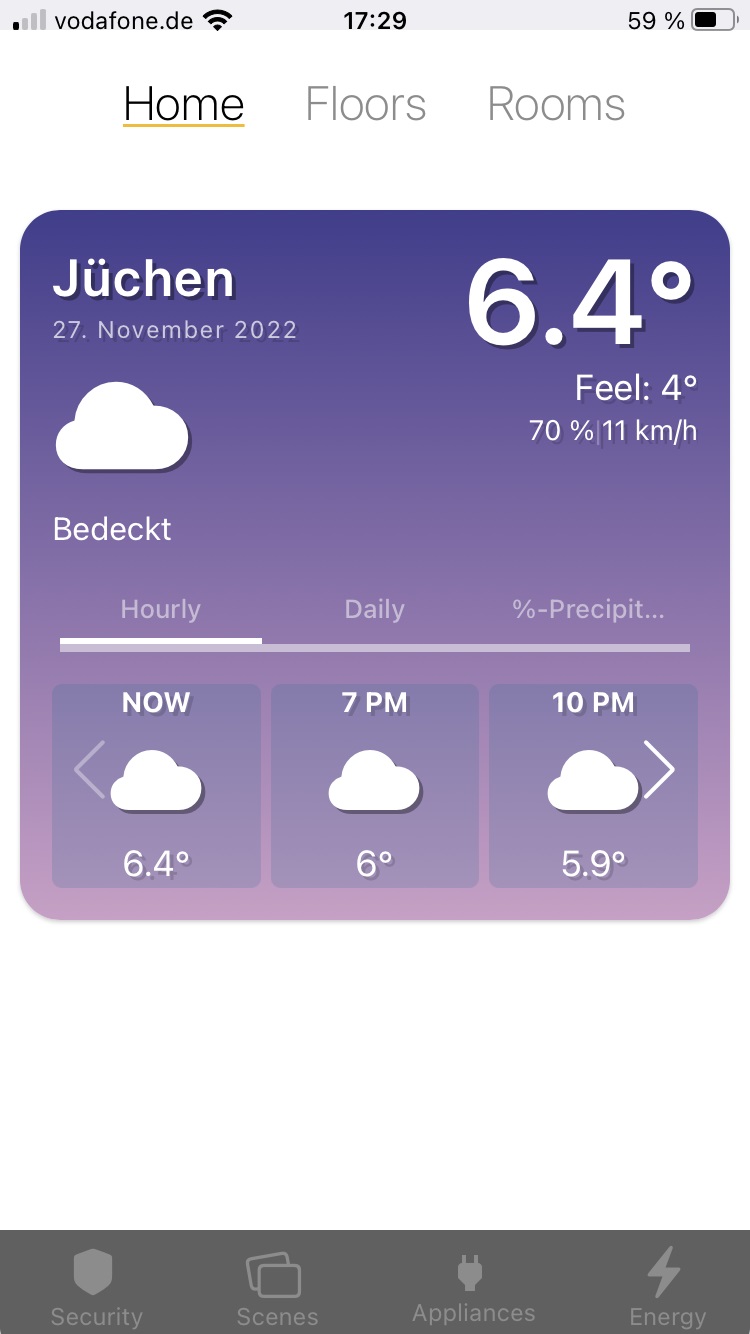 vodafone.de 17:29 59 %
Home Floors Rooms
Jüchen
6.4°
27. November 2022
Feel: 4°
70 %|11 km/h
Bedeckt
Hourly Daily %-Precipit...
NOW 7 PM 10 PM
6.4° 6° 5.9°
Security Scenes Appliances Energy